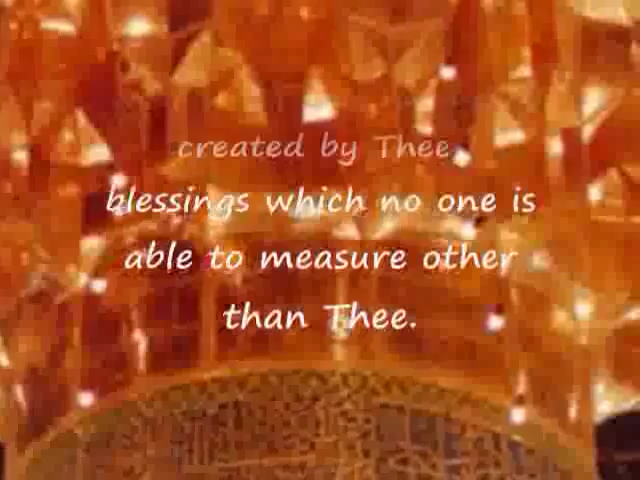 created by Thee,
blessings which no one is
able to measure other
than Thee.